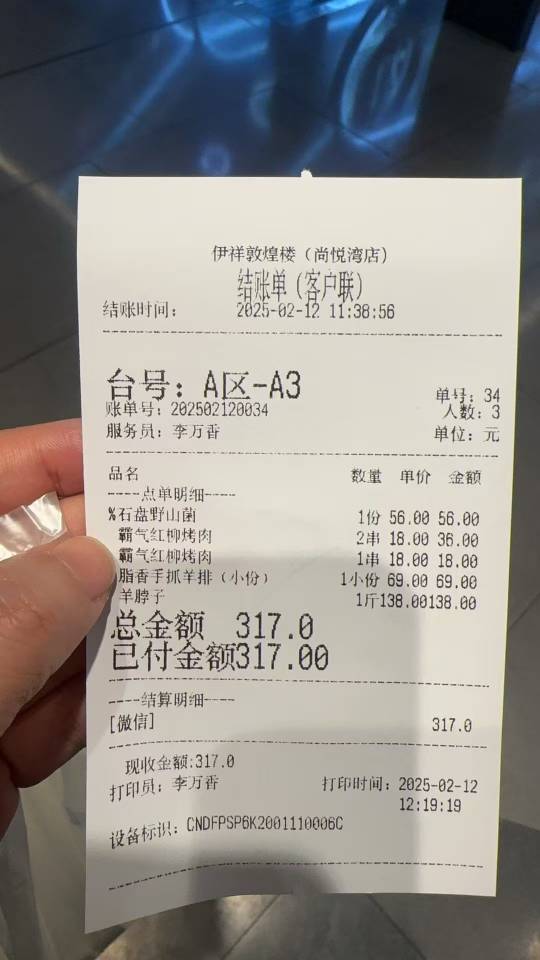 伊祥敦煌楼（尚悦湾店）
结账单（客户联）
结账时间： 2025-02-12 11:38:56
台号：A区-A3
单号：34
账单号：202502120034 人数：3
服务员：李万香 单位：元
品名 数量 单价 金额
----点单明细----
%石盘野山菌 1份 56.00 56.00
霸气红柳烤肉 2串 18.00 36.00
霸气红柳烤肉 1串 18.00 18.00
脂香手抓羊排（小份） 1小份 69.00 69.00
羊脖子 1斤138.00138.00
总金额 317.0
已付金额317.00
----结算明细----
[微信] 317.0
现收金额:317.0
打印员：李万香 打印时间：2025-02-12
12:19:19
设备标识：CNDFPSP6K2001110006C